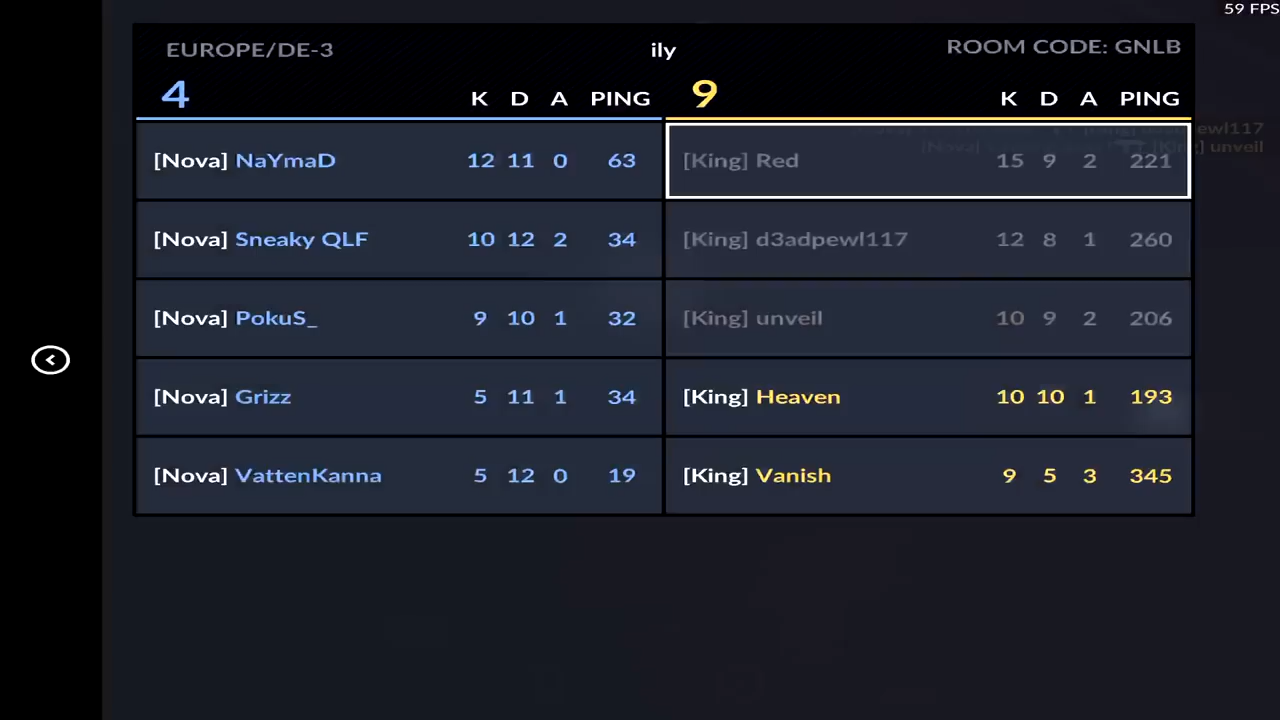 59 FPS
EUROPE/DE-3 ily ROOM CODE: GNLB
4 K D A PING 9 K D A PING
[Nova] NaYmaD 12 11 0 63 [King] Red 15 9 2 221
[Nova] Sneaky QLF 10 12 2 34 [King] d3adpewl117 12 8 1 260
[Nova] PokuS_ 9 10 1 32 [King] unveil 10 9 2 206
[Nova] Grizz 5 11 1 34 [King] Heaven 10 10 1 193
[Nova] VattenKanna 5 12 0 19 [King] Vanish 9 5 3 345
ewl117
[King] unveil